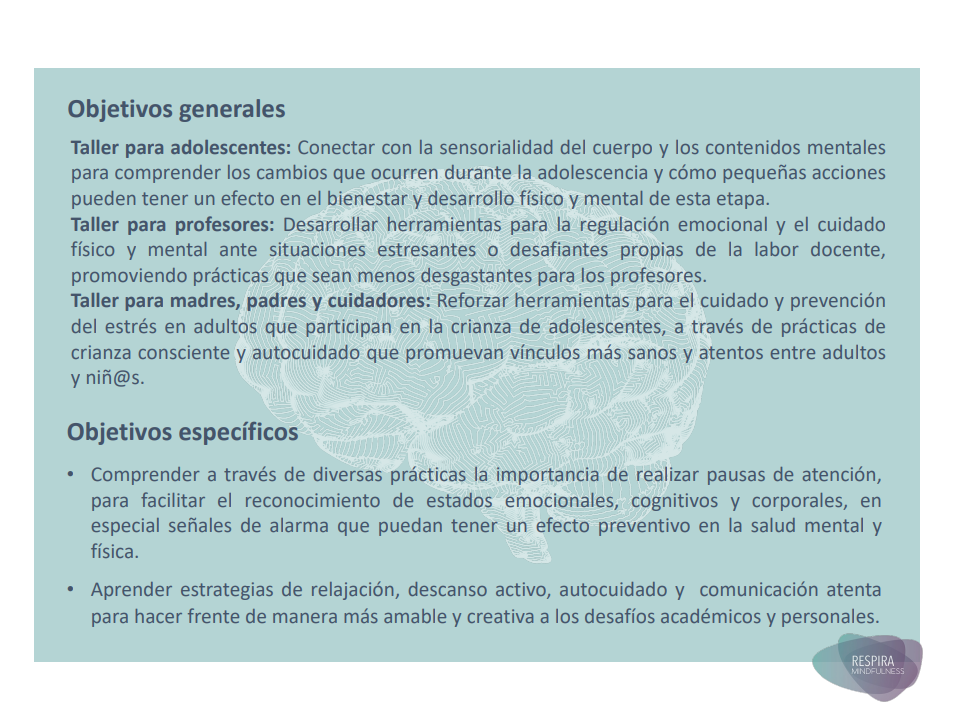 Objetivos generales
Taller para adolescentes: Conectar con la sensorialidad del cuerpo y los contenidos mentales
para comprender los cambios que ocurren durante la adolescencia y cómo pequeñas acciones
pueden tener un efecto en el bienestar y desarrollo físico y mental de esta etapa.
Taller para profesores: Desarrollar herramientas para la regulación emocional y el cuidado
físico y mental ante situaciones estresantes o desafiantes propias de la labor docente,
promoviendo prácticas que sean menos desgastantes para los profesores.
Taller para madres, padres y cuidadores: Reforzar herramientas para el cuidado y prevención
del estrés en adultos que participan en la crianza de adolescentes, a través de prácticas de
crianza consciente y autocuidado que promuevan vínculos más sanos y atentos entre adultos
y niñ@s.
Objetivos específicos
• Comprender a través de diversas prácticas la importancia de realizar pausas de atención,
para facilitar el reconocimiento de estados emocionales, cognitivos y corporales, en
especial señales de alarma que puedan tener un efecto preventivo en la salud mental y
física.
• Aprender estrategias de relajación, descanso activo, autocuidado y comunicación atenta
para hacer frente de manera más amable y creativa a los desafíos académicos y personales.
RESPIRA
MINDFULNESS